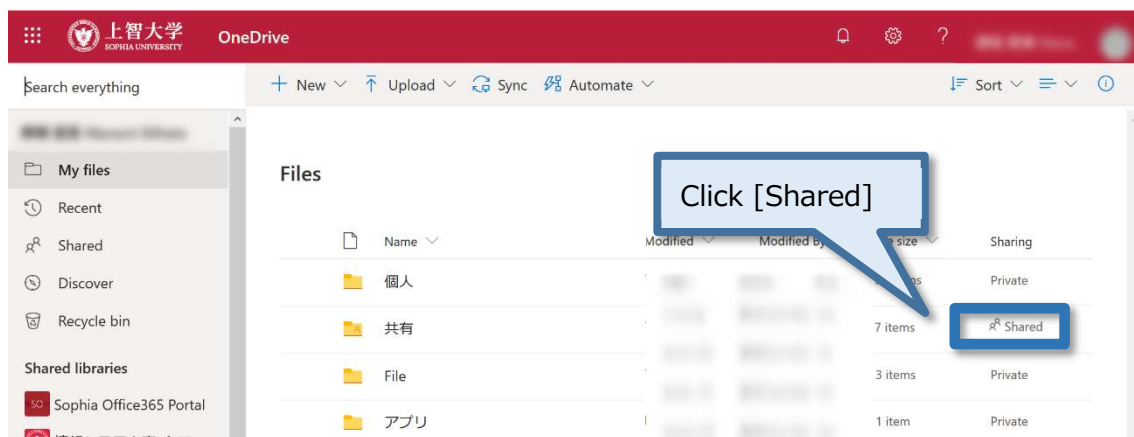 上智大学
SOPHIA UNIVERSITY
OneDrive
?
Search everything
New
Upload
Sync
Automate
Sort
My files
Recent
Shared
Discover
Recycle bin
Shared libraries
SO Sophia Office365 Portal
Files
Click [Shared]
Name Modified Modified By size Sharing
個人 Private
共有 7 items Shared
File 3 items Private
アプリ 1 item Private